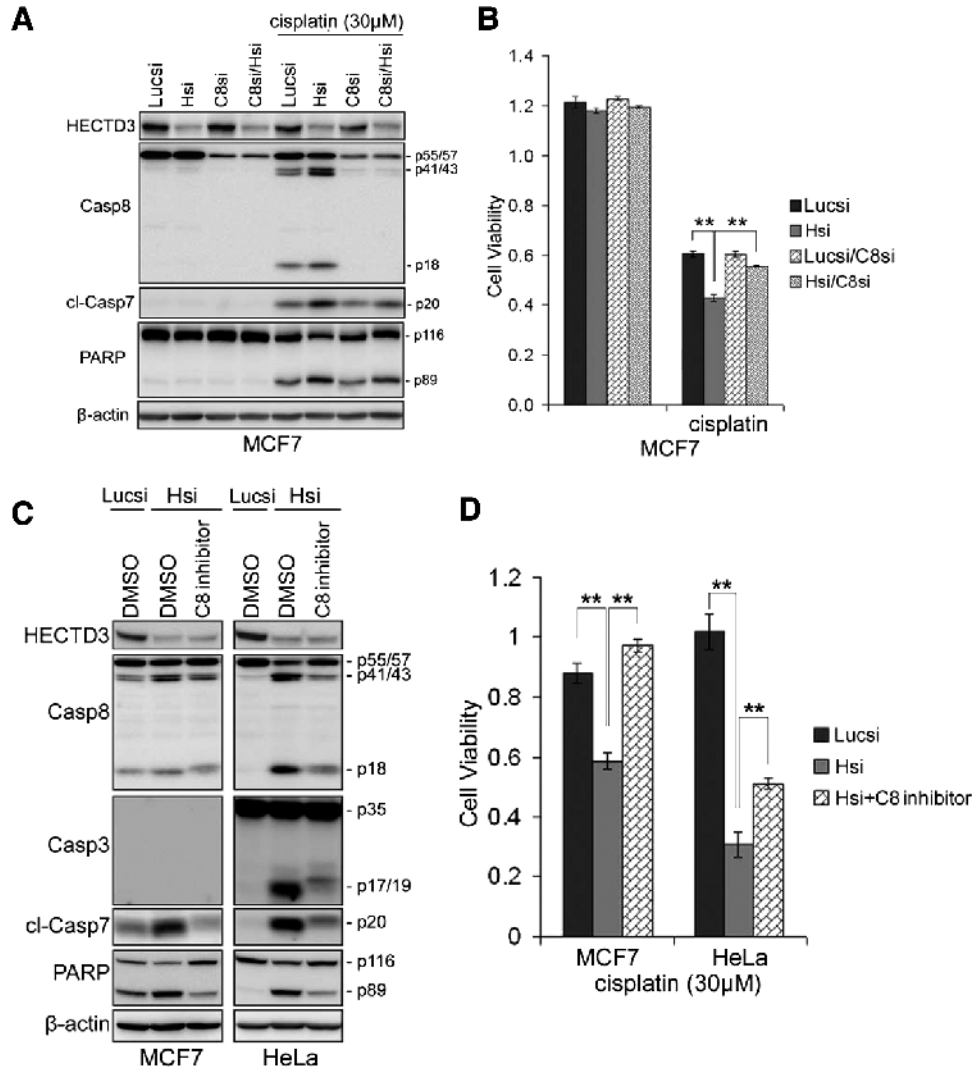 A
cisplatin (30μM)
Lucsi
Hsi
C8si
C8si/Hsi
Lucsi
Hsi
C8si
C8si/Hsi
HECTD3
Casp8
- p55/57
- p41/43
- p18
cl-Casp7
- p20
PARP
- p116
- p89
β-actin
MCF7
B
Cell Viability
1.4
1.2
1.0
0.8
0.6
0.4
0.2
0.0
** **
cisplatin
MCF7
Lucsi
Hsi
Lucsi/C8si
Hsi/C8si
C
Lucsi Hsi Lucsi Hsi
DMSO
DMSO
C8 inhibitor
DMSO
DMSO
C8 inhibitor
HECTD3
Casp8
- p55/57
- p41/43
- p18
Casp3
- p35
- p17/19
cl-Casp7
- p20
PARP
- p116
- p89
β-actin
MCF7 HeLa
D
Cell Viability
1
0.8
0.6
0.4
0.2
0
** ** ** **
MCF7 HeLa
cisplatin (30μM)
Lucsi
Hsi
Hsi+C8 inhibitor